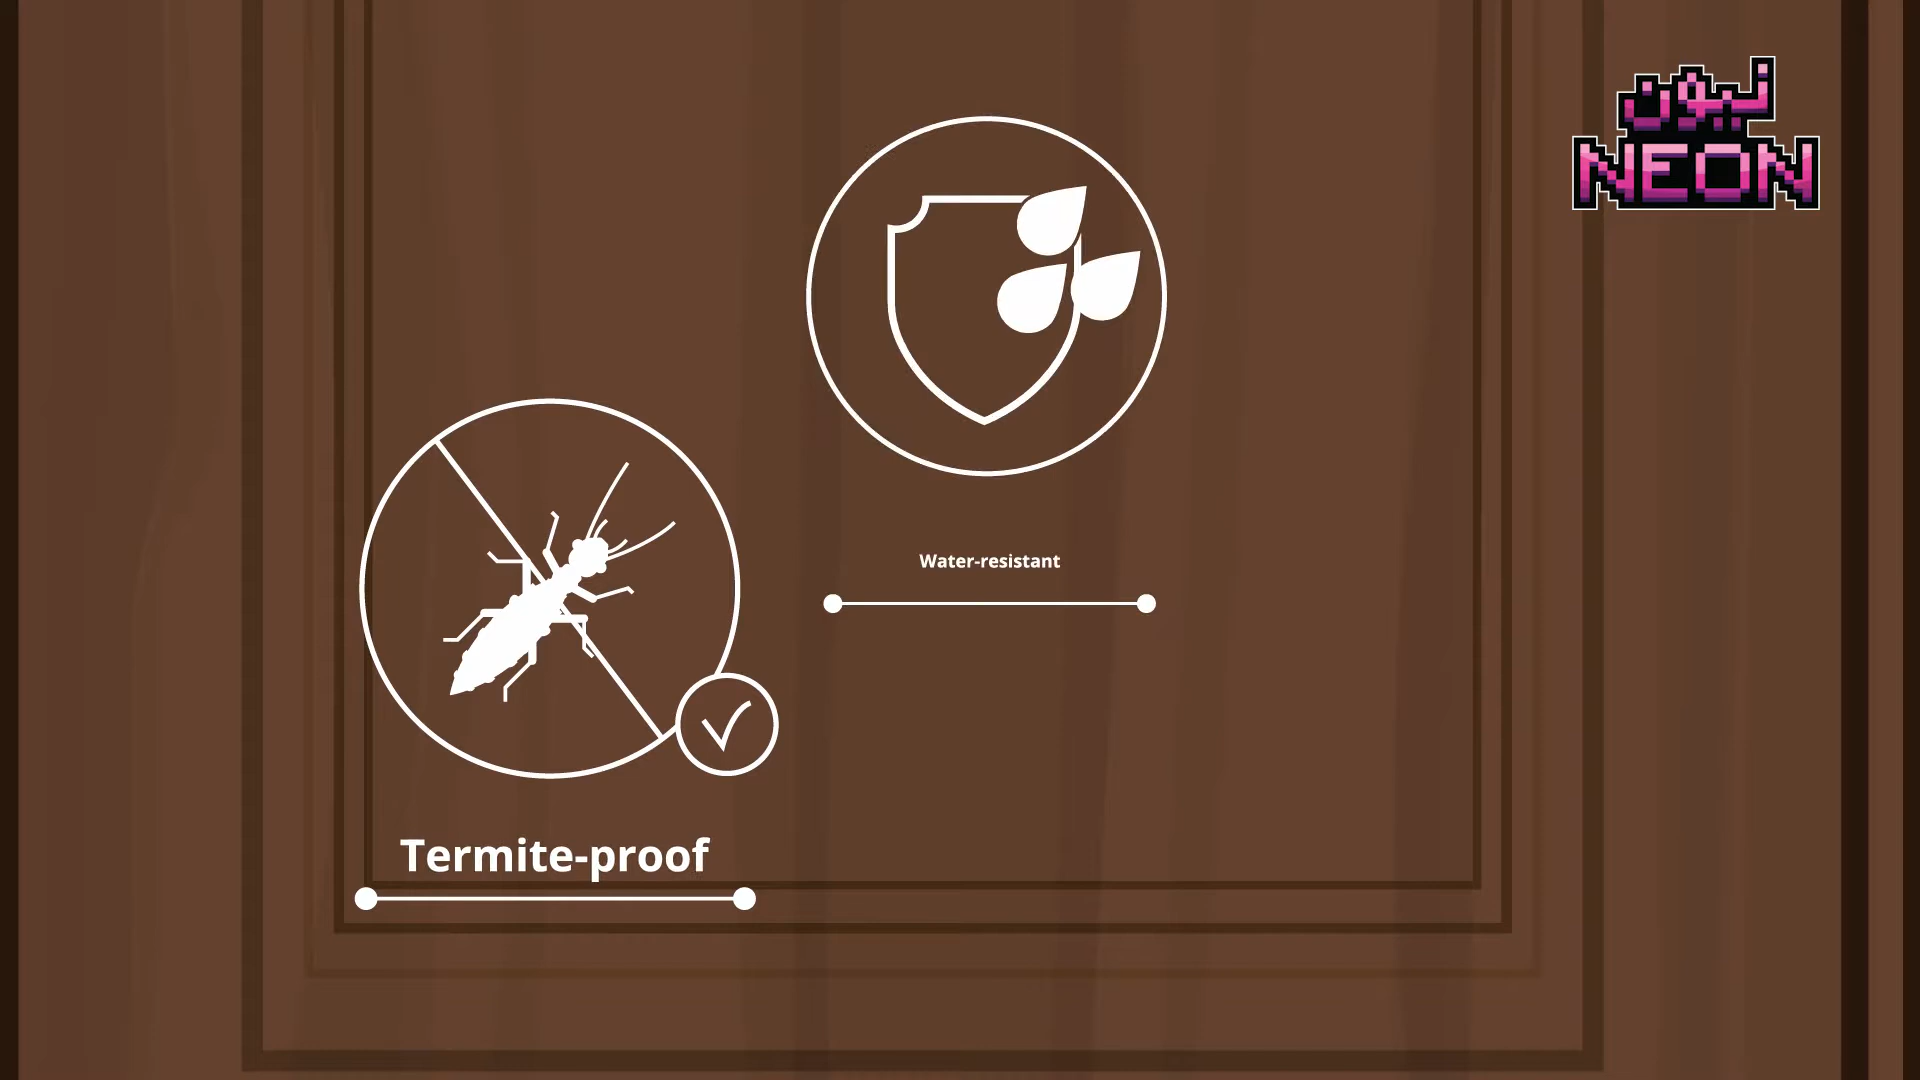 نيون
NEON
Water-resistant
Termite-proof